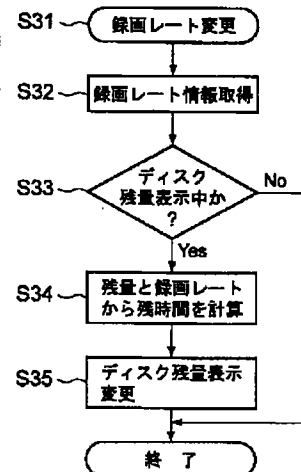 S31 録画レート変更
S32 録画レート情報取得
S33 ディスク
残量表示中か
?
No
Yes
S34 残量と録画レート
から残時間を計算
S35 ディスク残量表示
変更
終了